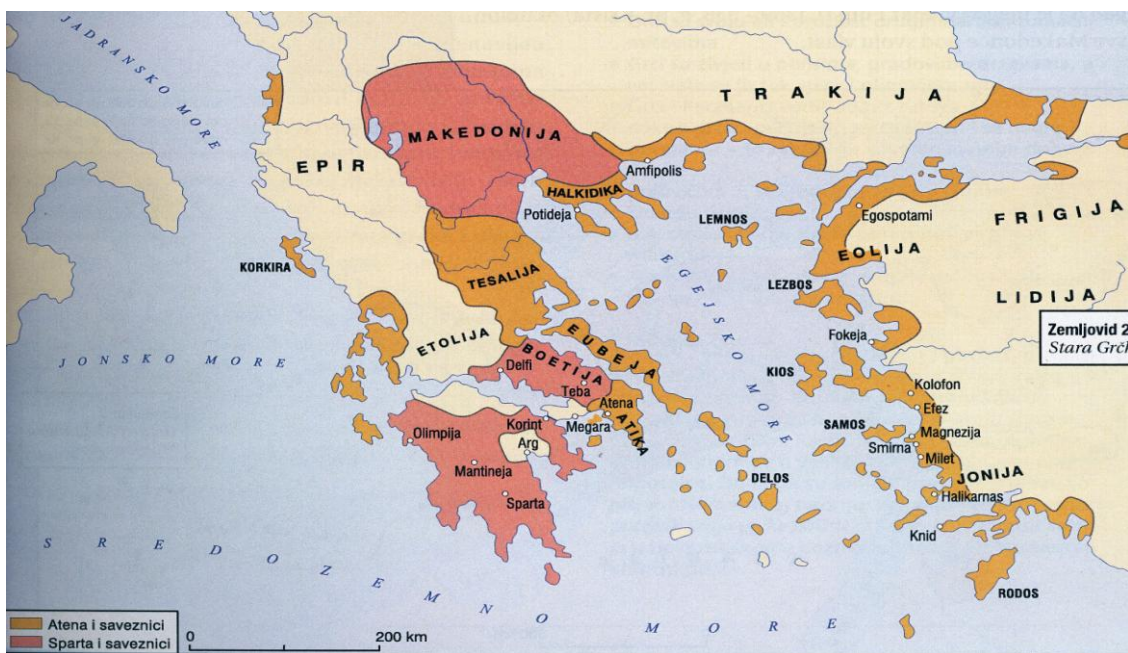 JADRANSKO MORE
TRAKIJA
MAKEDONIJA
EPIR
Amfipolis
HALKIDIKA
Potideja
LEMNOS
Egospotami
FRIGIJA
EOLIJA
KORKIRA
TESALIJA
EGEJSKO MORE
LEZBOS
LIDIJA
Fokeja
Zemljovid 2
Stara Grčk
JONSKO MORE
ETOLIJA
EUBEJA
BOETIJA
Delfi
Teba
KIOS
Kolofon
Atena
Efez
Olimpija
Korint
Megara
ATIKA
SAMOS
Magnezija
Arg
Smirna
Milet
Mantineja
DELOS
JONIJA
Sparta
Halikarnas
Knid
SREDOZEMNO MORE
RODOS
Atena i saveznici
Sparta i saveznici
0
200 km